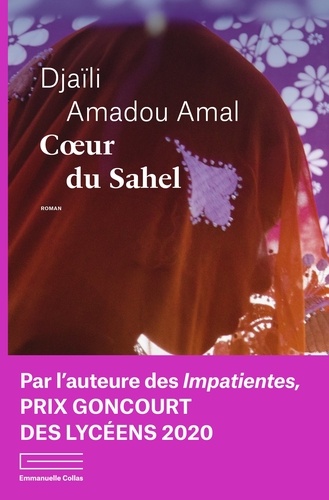 Djaïli
Amadou Amal
Cœur
du Sahel
ROMAN
Par l’auteure des Impatientes,
PRIX GONCOURT
DES LYCÉENS 2020
Emmanuelle Collas